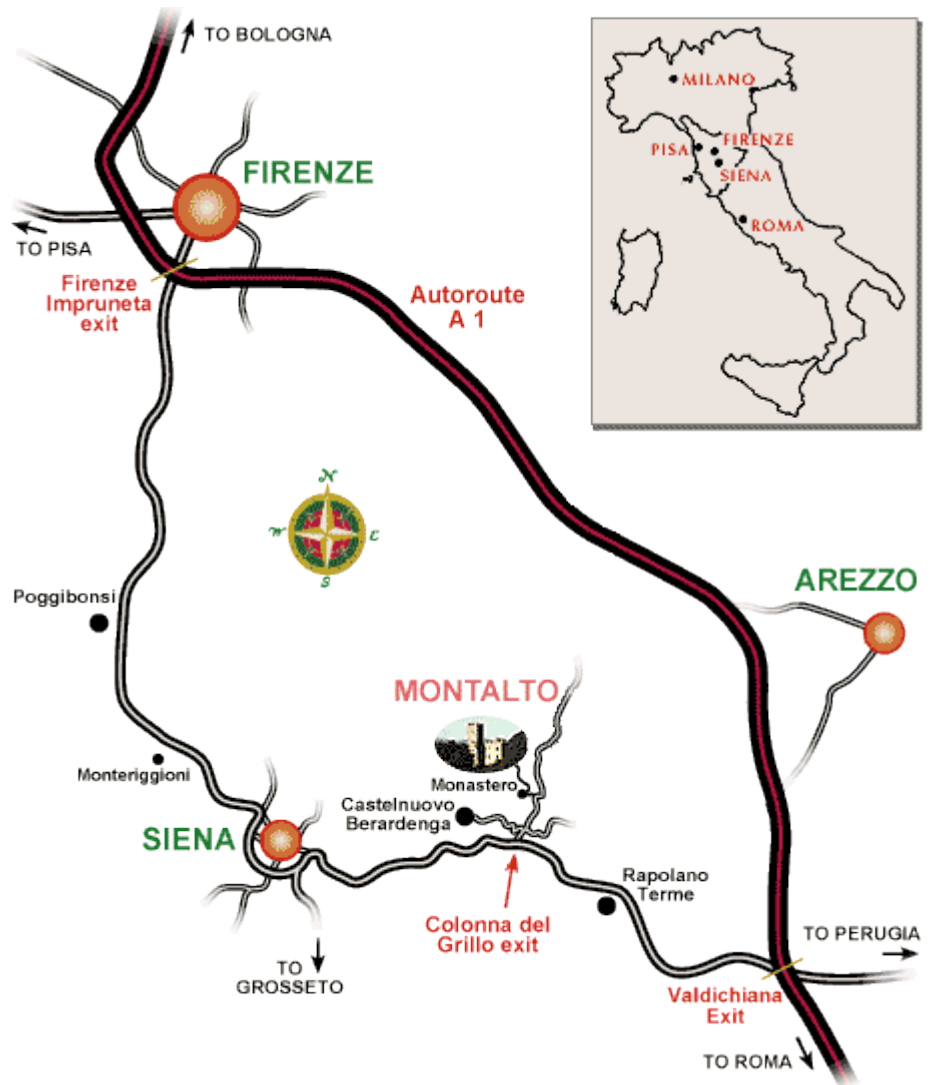 TO BOLOGNA
MILANO
PISA
FIRENZE
SIENA
ROMA
FIRENZE
TO PISA
Firenze
Impruneta
exit
Autoroute
A 1
N
W
E
S
Poggibonsi
AREZZO
MONTALTO
Monteriggioni
Monastero
Castelnuovo
Berardenga
SIENA
Rapolano
Terme
Colonna del
Grillo exit
TO PERUGIA
TO
GROSSETO
Valdichiana
Exit
TO ROMA